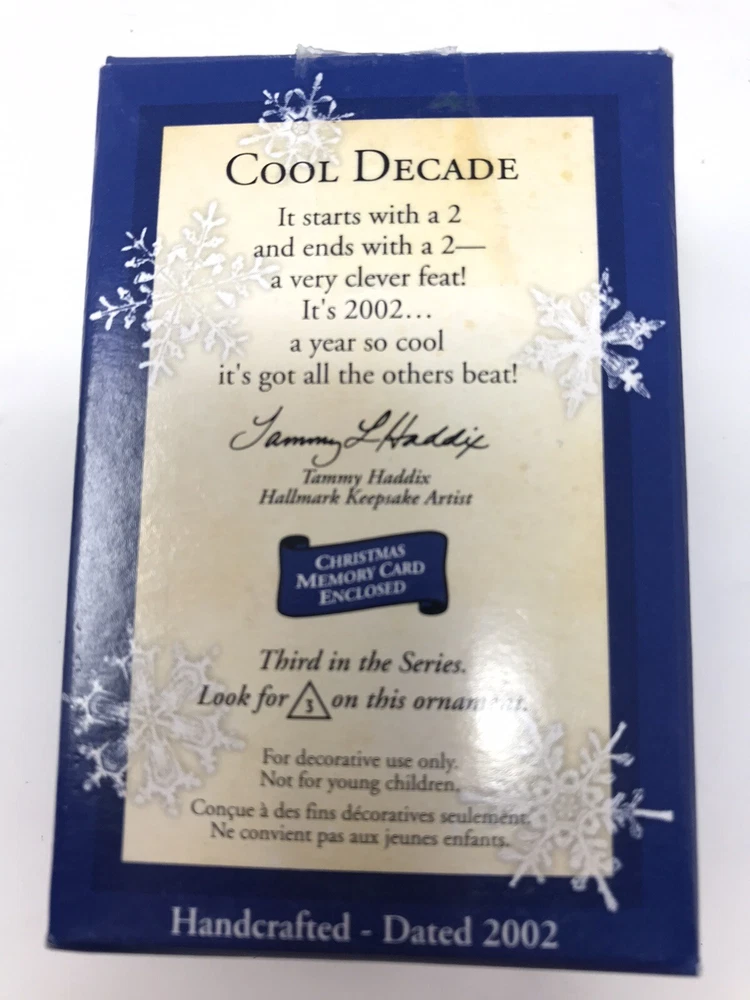 COOL DECADE
It starts with a 2
and ends with a 2—
a very clever feat!
It's 2002...
a year so cool
it's got all the others beat!
Tammy L Haddix
Tammy Haddix
Hallmark Keepsake Artist
CHRISTMAS
MEMORY CARD
ENCLOSED
Third in the Series.
Look for 3 on this ornament.
For decorative use only.
Not for young children.
Conçue à des fins décoratives seulement.
Ne convient pas aux jeunes enfants.
Handcrafted - Dated 2002